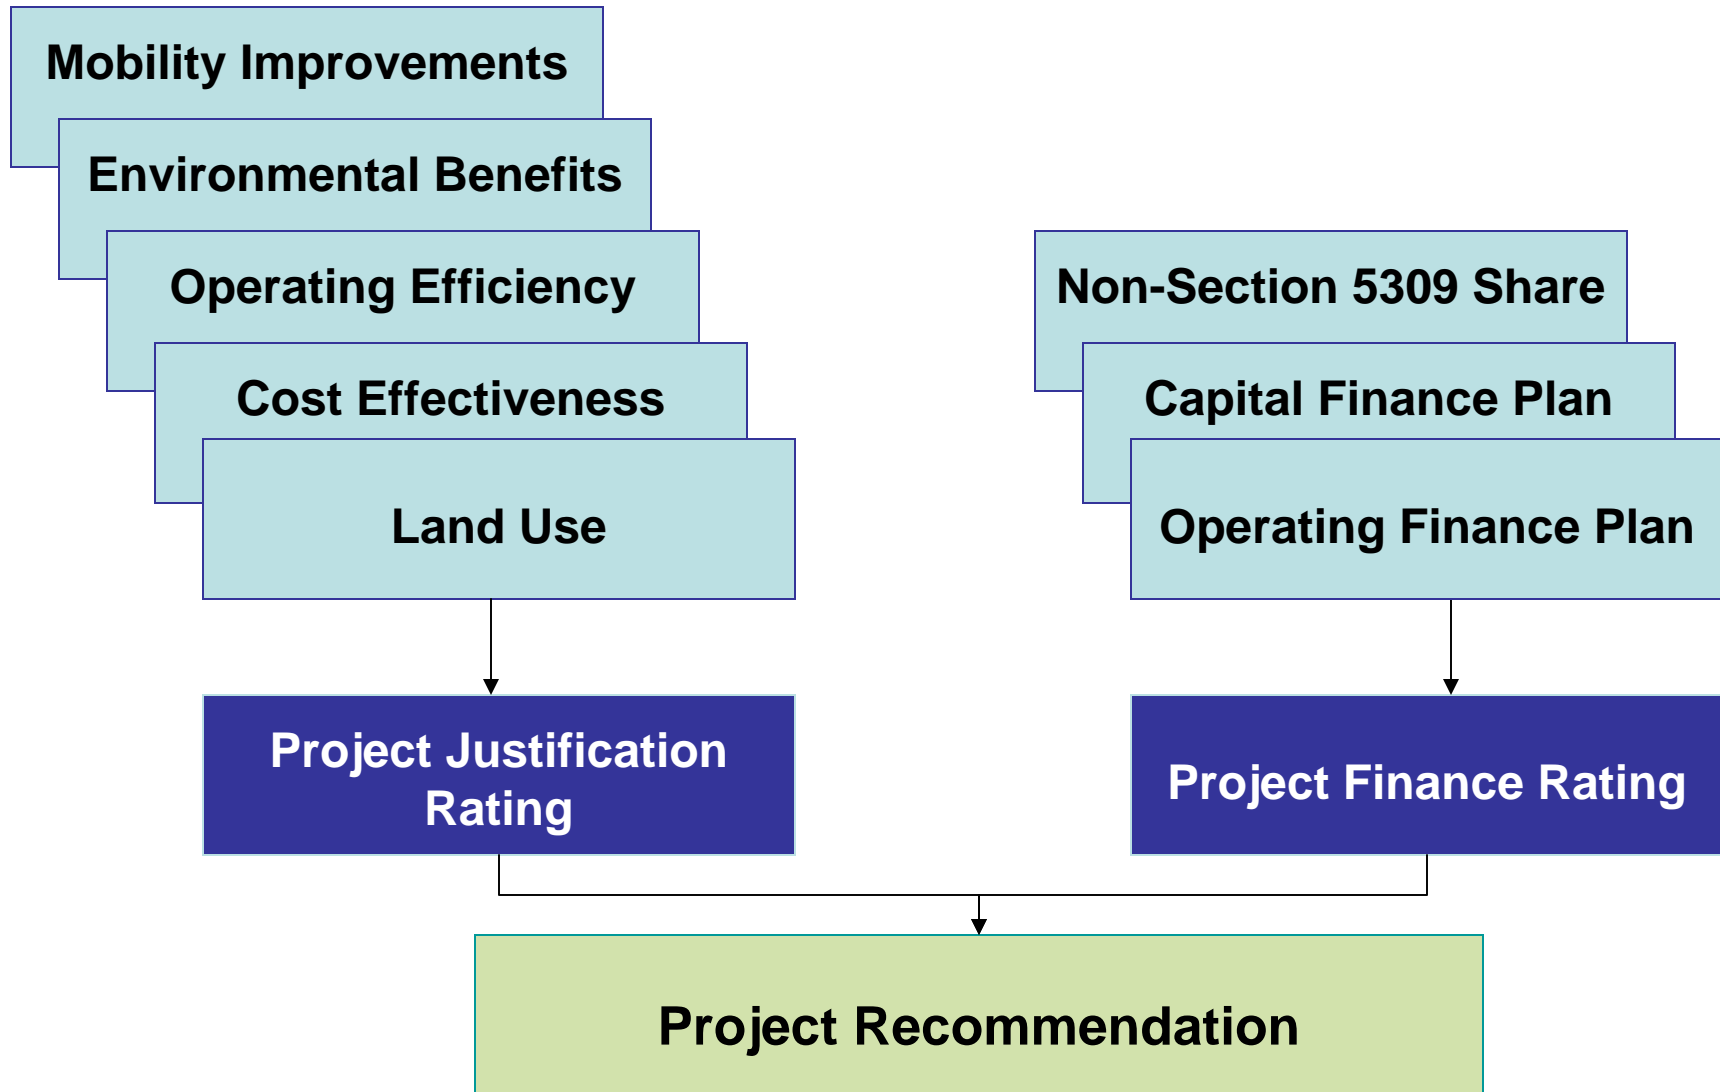 Mobility Improvements
Environmental Benefits
Operating Efficiency
Cost Effectiveness
Land Use
Non-Section 5309 Share
Capital Finance Plan
Operating Finance Plan
Project Justification
Rating
Project Finance Rating
Project Recommendation